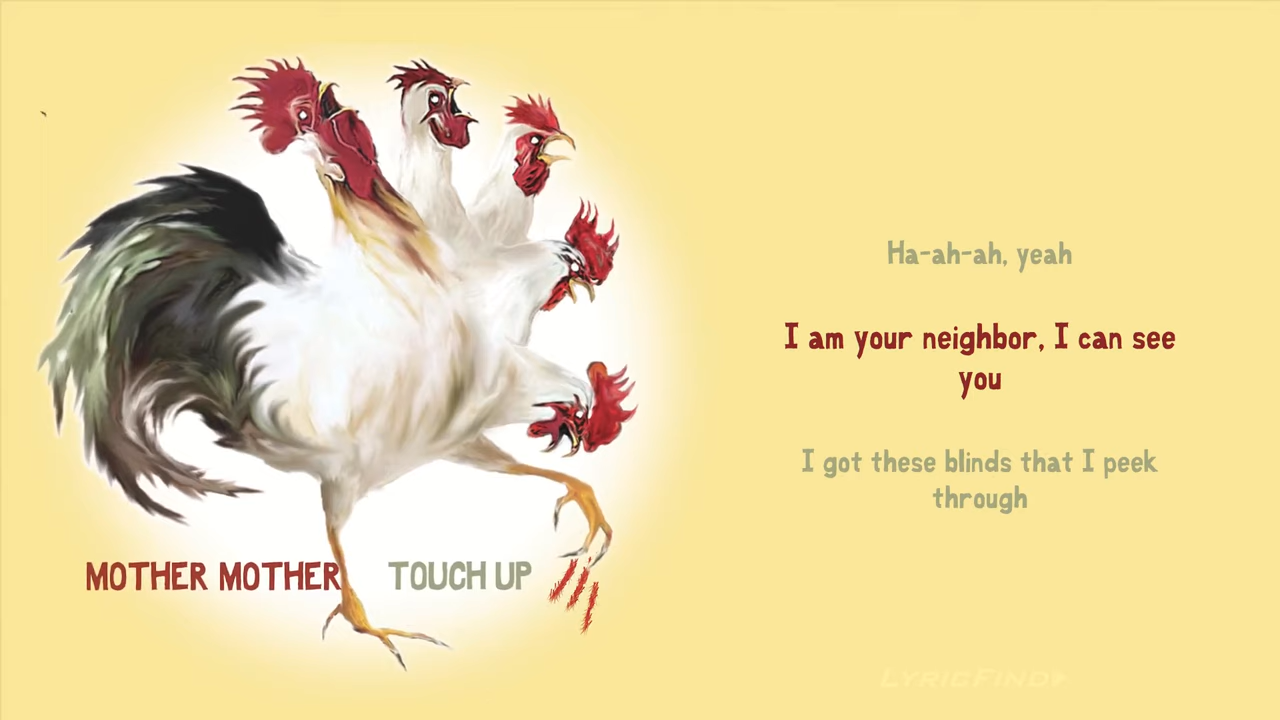 Ha-ah-ah, yeah
I am your neighbor, I can see
you
I got these blinds that I peek
through
MOTHER MOTHER TOUCH UP
LYRICFIND